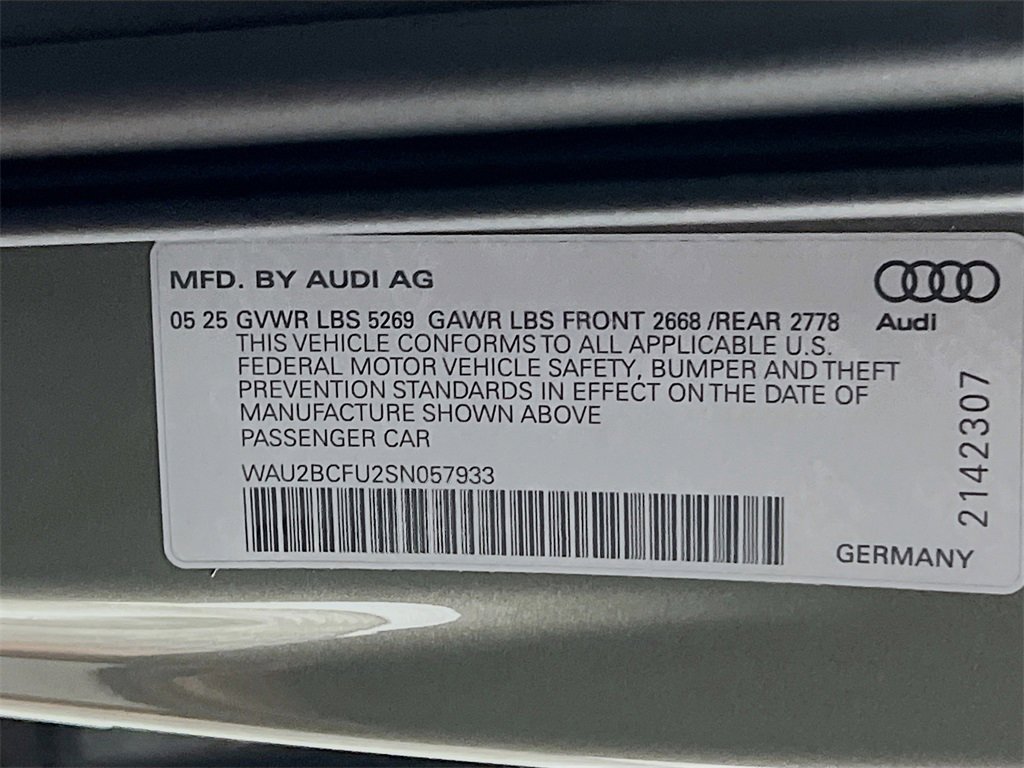 MFD. BY AUDI AG
05 25 GVWR LBS 5269 GAWR LBS FRONT 2668 /REAR 2778
Audi
THIS VEHICLE CONFORMS TO ALL APPLICABLE U.S.
FEDERAL MOTOR VEHICLE SAFETY, BUMPER AND THEFT
PREVENTION STANDARDS IN EFFECT ON THE DATE OF
MANUFACTURE SHOWN ABOVE
PASSENGER CAR
WAU2BCFU2SN057933
2142307
GERMANY